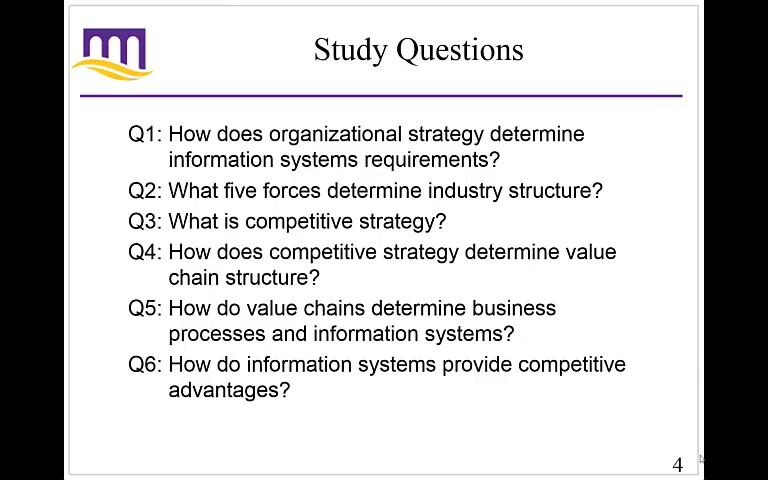 Study Questions
Q1: How does organizational strategy determine
information systems requirements?
Q2: What five forces determine industry structure?
Q3: What is competitive strategy?
Q4: How does competitive strategy determine value
chain structure?
Q5: How do value chains determine business
processes and information systems?
Q6: How do information systems provide competitive
advantages?
4